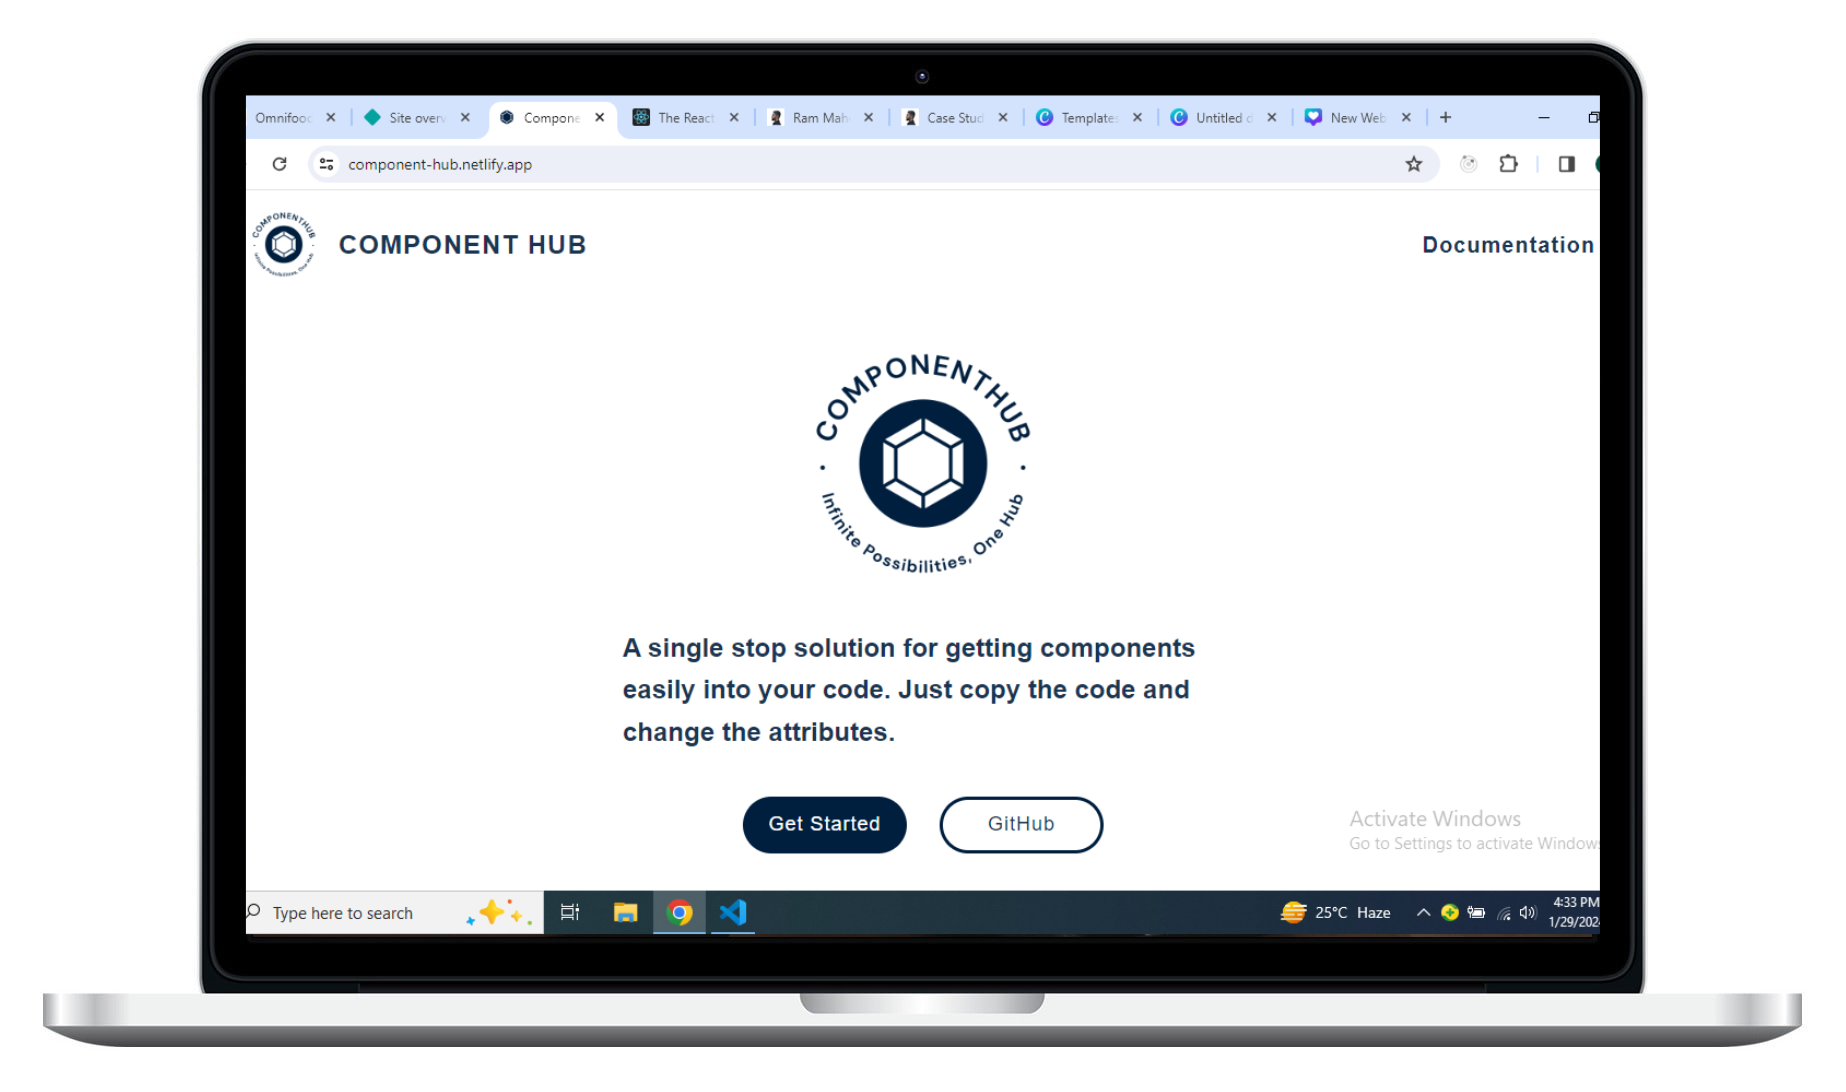 Omnifoo
Site over
Compone
The React
Ram Mah
Case Stud
Template
Untitled d
New Web
component-hub.netlify.app
COMPONENTHUB
COMPONENT HUB
Documentation
COMPONENTHUB
Infinite Possibilities, One Hub
A single stop solution for getting components
easily into your code. Just copy the code and
change the attributes.
Get Started
GitHub
Activate Windows
Go to Settings to activate Window
Type here to search
25°C Haze
4:33 PM
1/29/202